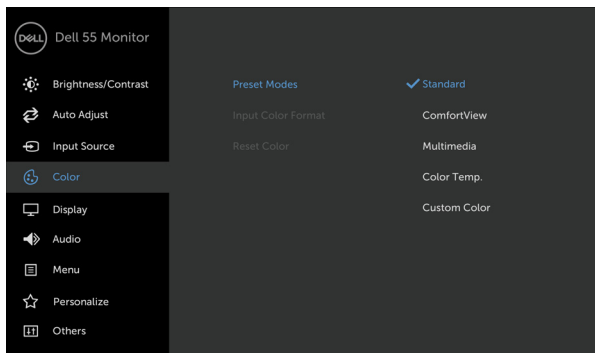 DELL Dell 55 Monitor
Brightness/Contrast
Auto Adjust
Input Source
Color
Display
Audio
Menu
Personalize
Others
Preset Modes
Input Color Format
Reset Color
Standard
ComfortView
Multimedia
Color Temp.
Custom Color